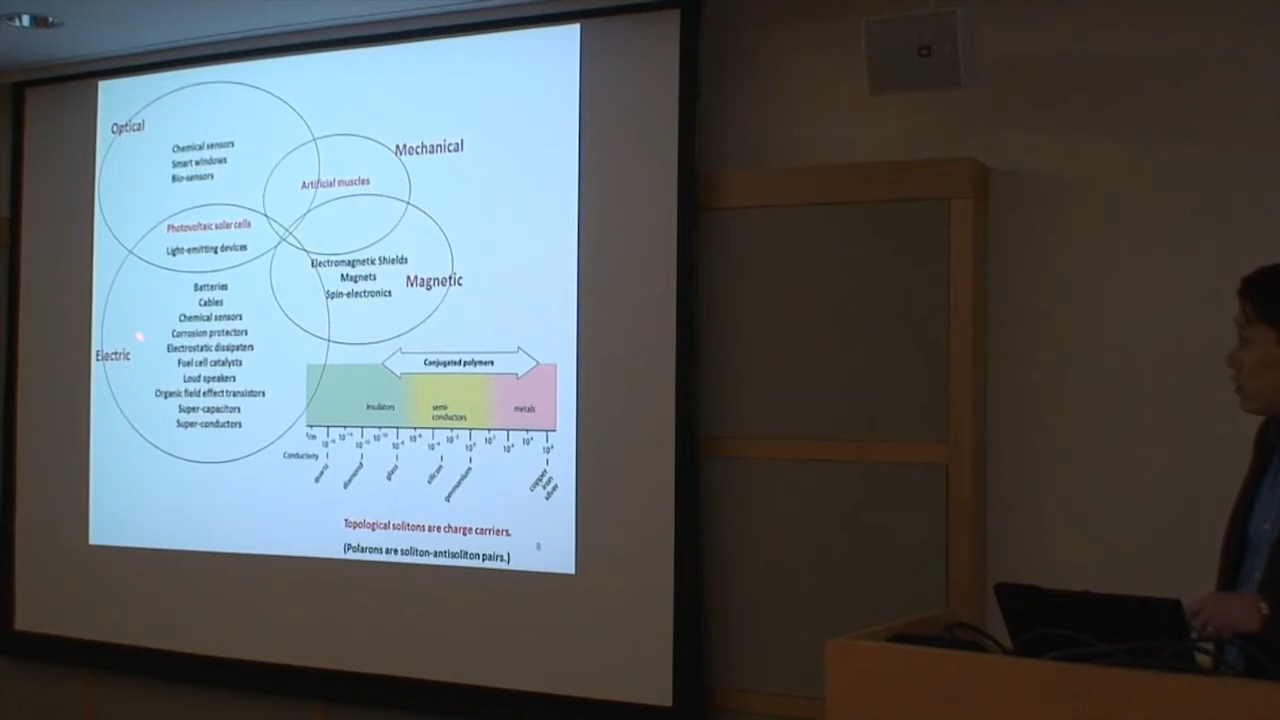 Optical
Chemical sensors
Smart windows
Bio-sensors
Mechanical
Artificial muscles
Photovoltaic solar cells
Light-emitting devices
Electromagnetic Shields
Magnets
Spin-electronics
Magnetic
Electric
Batteries
Cables
Chemical sensors
Corrosion protectors
Electrostatic dissipaters
Fuel cell catalysts
Loud speakers
Organic field effect transistors
Super-capacitors
Super-conductors
Conjugated polymers
insulators
semi-
conductors
metals
Conductivity
quartz
diamond
glass
silicon
germanium
copper
iron
silver
Topological solitons are charge carriers.
(Polarons are soliton-antisoliton pairs.)
8